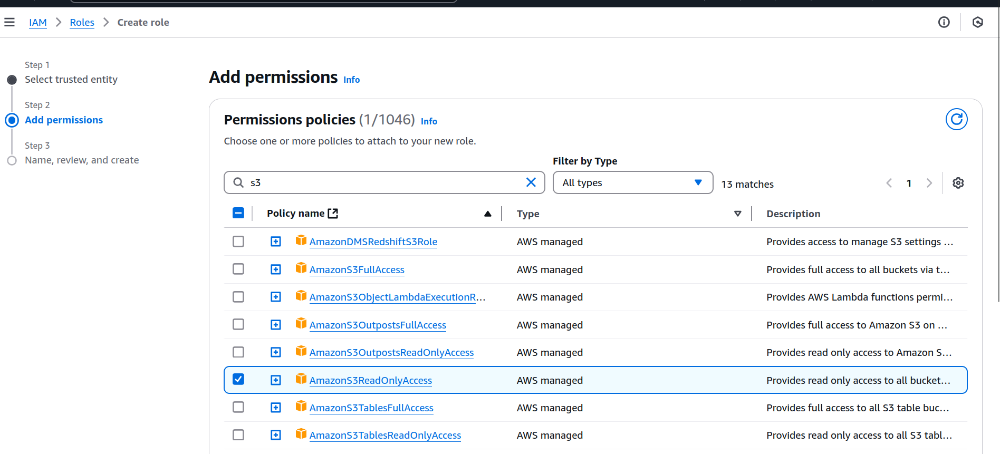 IAM > Roles > Create role
Step 1
Select trusted entity
Step 2
Add permissions
Step 3
Name, review, and create
Add permissions Info
Permissions policies (1/1046) Info
Choose one or more policies to attach to your new role.
Filter by Type
s3
All types
13 matches
1
Policy name Type Description
AmazonDMSRedshiftS3Role AWS managed Provides access to manage S3 settings ...
AmazonS3FullAccess AWS managed Provides full access to all buckets via t...
AmazonS3ObjectLambdaExecutionR... AWS managed Provides AWS Lambda functions permi...
AmazonS3OutpostsFullAccess AWS managed Provides full access to Amazon S3 on ...
AmazonS3OutpostsReadOnlyAccess AWS managed Provides read only access to Amazon S...
AmazonS3ReadOnlyAccess AWS managed Provides read only access to all bucket...
AmazonS3TablesFullAccess AWS managed Provides full access to all S3 table buc...
AmazonS3TablesReadOnlyAccess AWS managed Provides read only access to all S3 tabl...